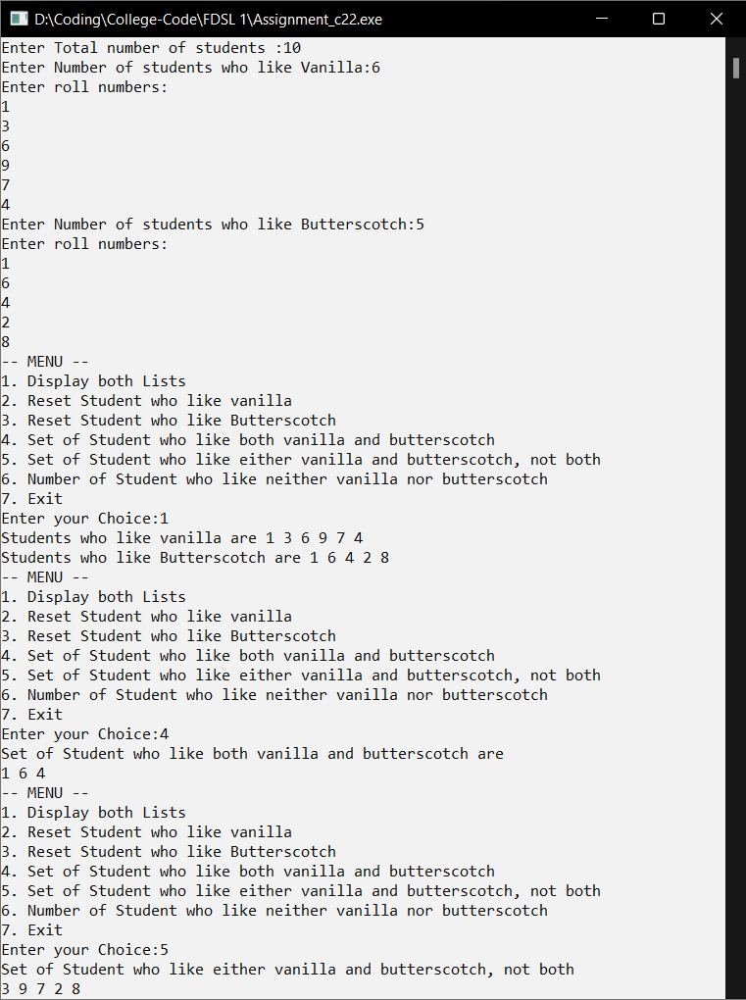 D:\Coding\College-Code\FDSL 1\Assignment_c22.exe
Enter Total number of students :10
Enter Number of students who like Vanilla:6
Enter roll numbers:
1
3
6
9
7
4
Enter Number of students who like Butterscotch:5
Enter roll numbers:
1
6
4
2
8
-- MENU --
1. Display both Lists
2. Reset Student who like vanilla
3. Reset Student who like Butterscotch
4. Set of Student who like both vanilla and butterscotch
5. Set of Student who like either vanilla and butterscotch, not both
6. Number of Student who like neither vanilla nor butterscotch
7. Exit
Enter your Choice:1
Students who like vanilla are 1 3 6 9 7 4
Students who like Butterscotch are 1 6 4 2 8
-- MENU --
1. Display both Lists
2. Reset Student who like vanilla
3. Reset Student who like Butterscotch
4. Set of Student who like both vanilla and butterscotch
5. Set of Student who like either vanilla and butterscotch, not both
6. Number of Student who like neither vanilla nor butterscotch
7. Exit
Enter your Choice:4
Set of Student who like both vanilla and butterscotch are
1 6 4
-- MENU --
1. Display both Lists
2. Reset Student who like vanilla
3. Reset Student who like Butterscotch
4. Set of Student who like both vanilla and butterscotch
5. Set of Student who like either vanilla and butterscotch, not both
6. Number of Student who like neither vanilla nor butterscotch
7. Exit
Enter your Choice:5
Set of Student who like either vanilla and butterscotch, not both
3 9 7 2 8